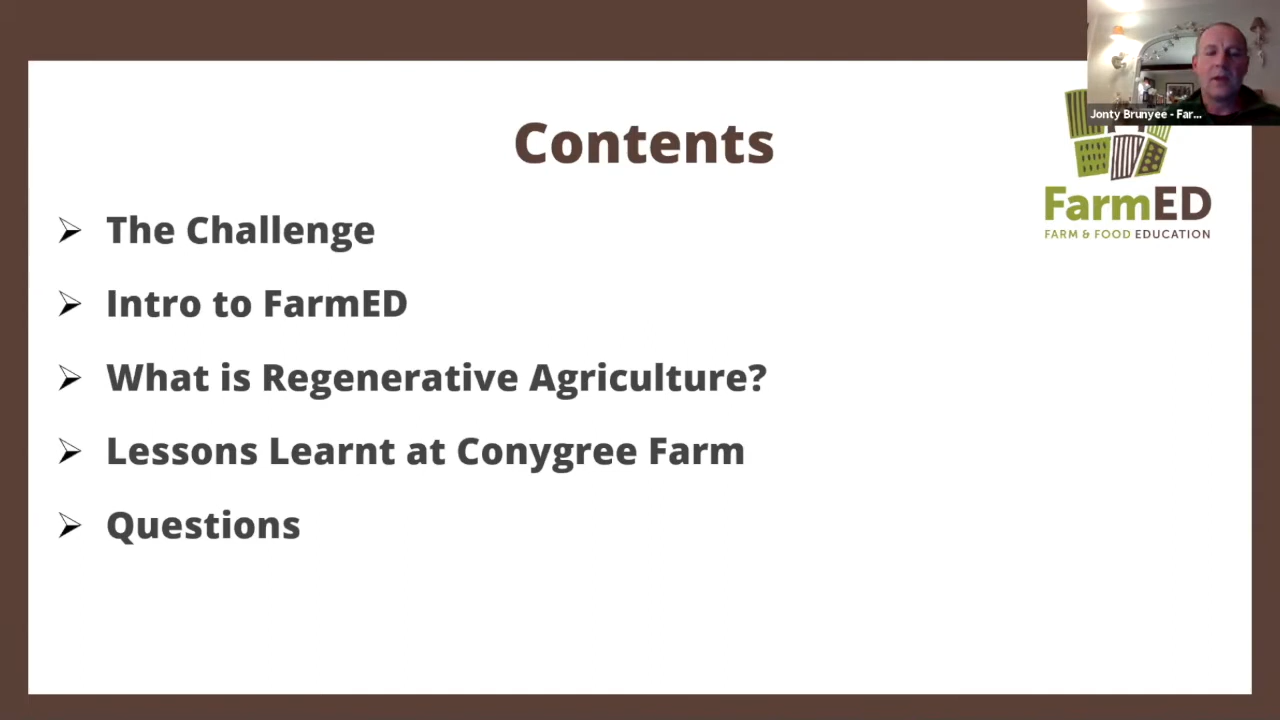 Contents
The Challenge
Intro to FarmED
What is Regenerative Agriculture?
Lessons Learnt at Conygree Farm
Questions
Jonty Brunyee - Far...
FarmED
FARM & FOOD EDUCATION